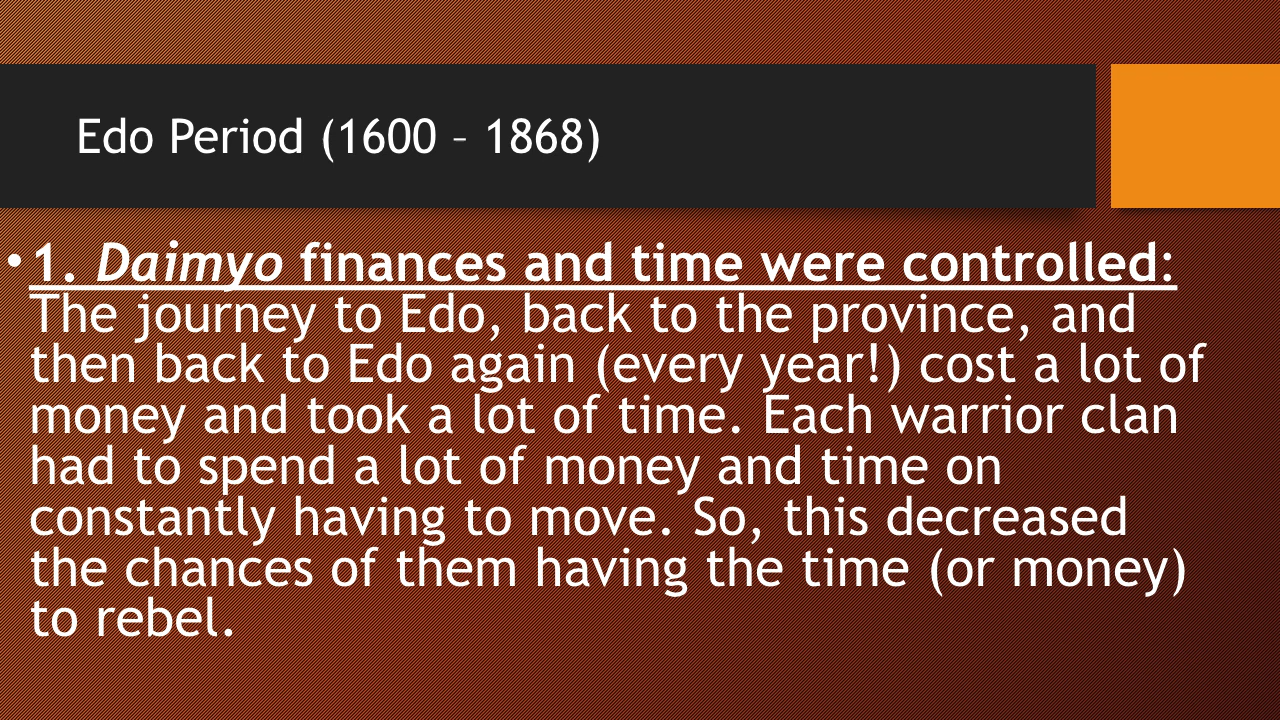 Edo Period (1600 – 1868)
• 1. Daimyo finances and time were controlled:
The journey to Edo, back to the province, and
then back to Edo again (every year!) cost a lot of
money and took a lot of time. Each warrior clan
had to spend a lot of money and time on
constantly having to move. So, this decreased
the chances of them having the time (or money)
to rebel.